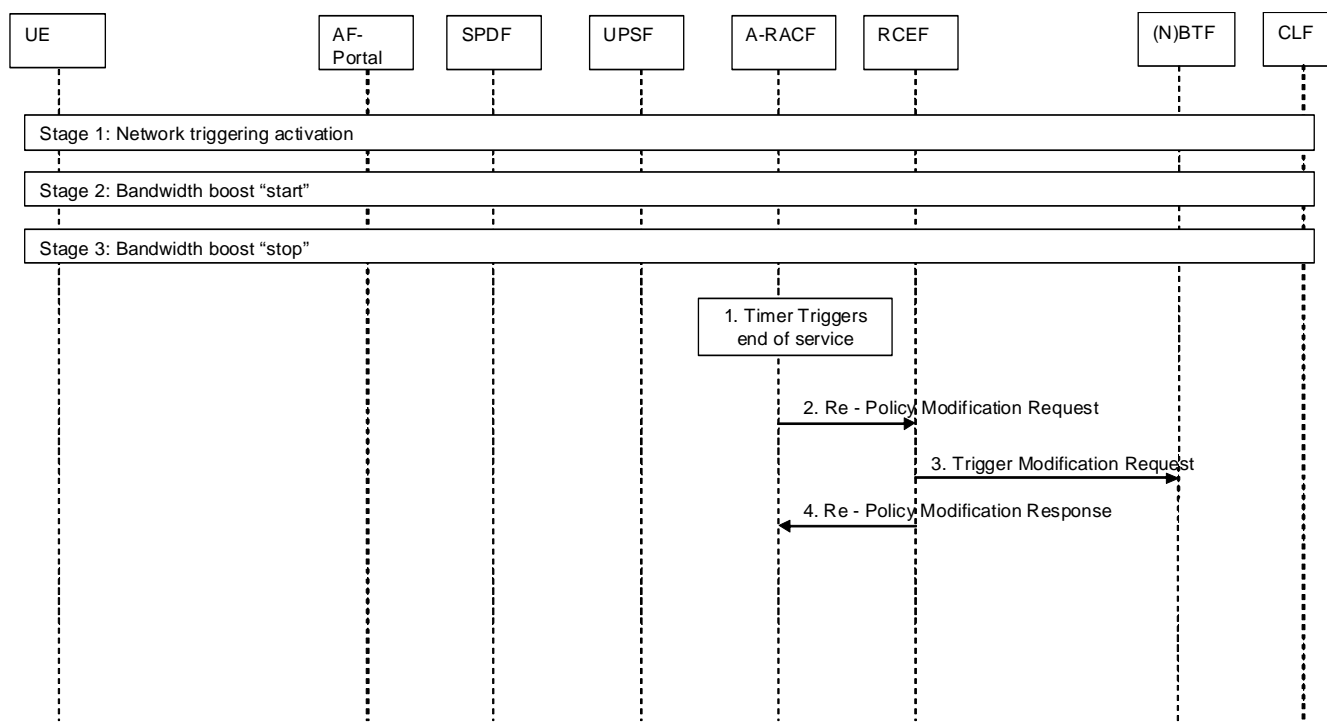 UE
AF-
Portal
SPDF
UPSF
A-RACF
RCEF
(N)BTF
CLF
Stage 1: Network triggering activation
Stage 2: Bandwidth boost “start”
Stage 3: Bandwidth boost “stop”
1. Timer Triggers
end of service
2. Re - Policy Modification Request
3. Trigger Modification Request
4. Re - Policy Modification Response